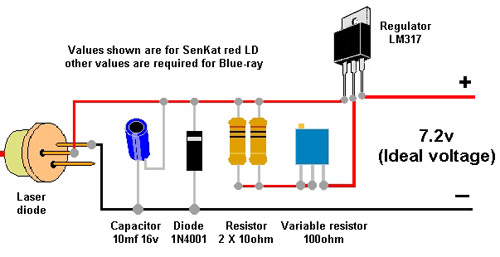 Regulator
LM317
Values shown are for SenKat red LD
other values are required for Blue-ray
+
7.2v
(Ideal voltage)
–
Laser
diode
Capacitor
10mf 16v
Diode
1N4001
Resistor
2 X 10ohm
Variable resistor
100ohm